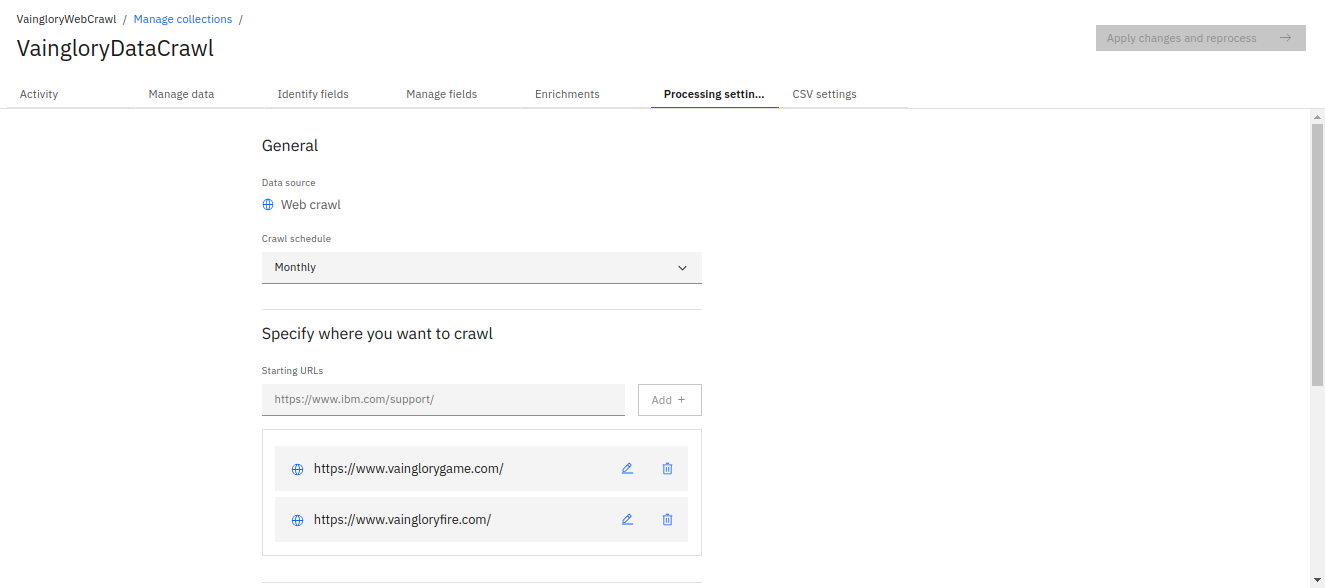 VaingloryWebCrawl / Manage collections /
VaingloryDataCrawl
Apply changes and reprocess
Activity Manage data Identify fields Manage fields Enrichments Processing settin... CSV settings
General
Data source
Web crawl
Crawl schedule
Monthly
Specify where you want to crawl
Starting URLs
https://www.ibm.com/support/ Add +
https://www.vainglorygame.com/
https://www.vaingloryfire.com/